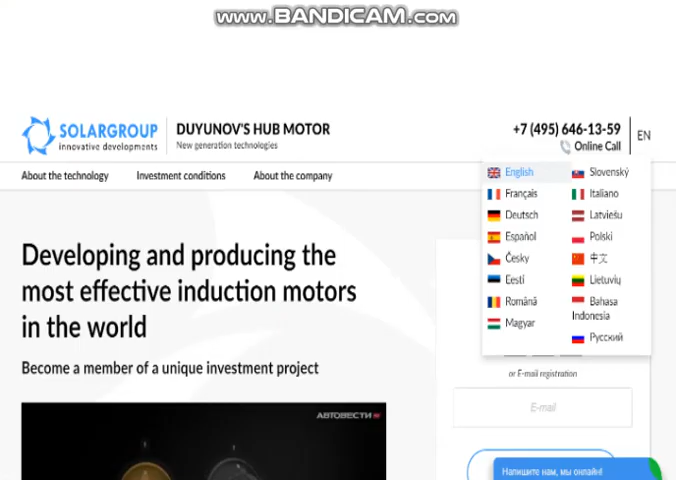 www.BANDICAM.com
SOLARGROUP
innovative developments
DUYUNOV'S HUB MOTOR
New generation technologies
+7 (495) 646-13-59
Online Call
EN
About the technology
Investment conditions
About the company
English
Français
Deutsch
Español
Česky
Eesti
Română
Magyar
Slovenský
Italiano
Latviešu
Polski
中文
Lietuvių
Bahasa
Indonesia
Русский
Developing and producing the
most effective induction motors
in the world
Become a member of a unique investment project
АВТОВЕСТИ
or E-mail registration
E-mail
Напишите нам, мы онлайн!